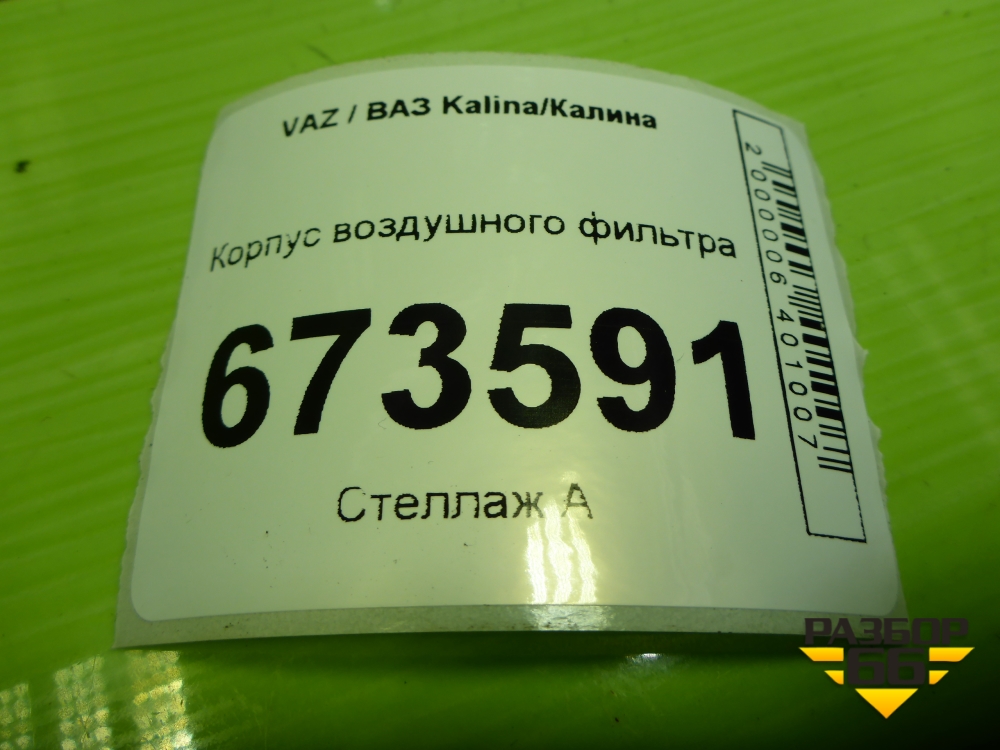 VAZ / ВАЗ Kalina/Калина
Корпус воздушного фильтра
673591
Стеллаж А
2000006401007
РАЗБОР
66